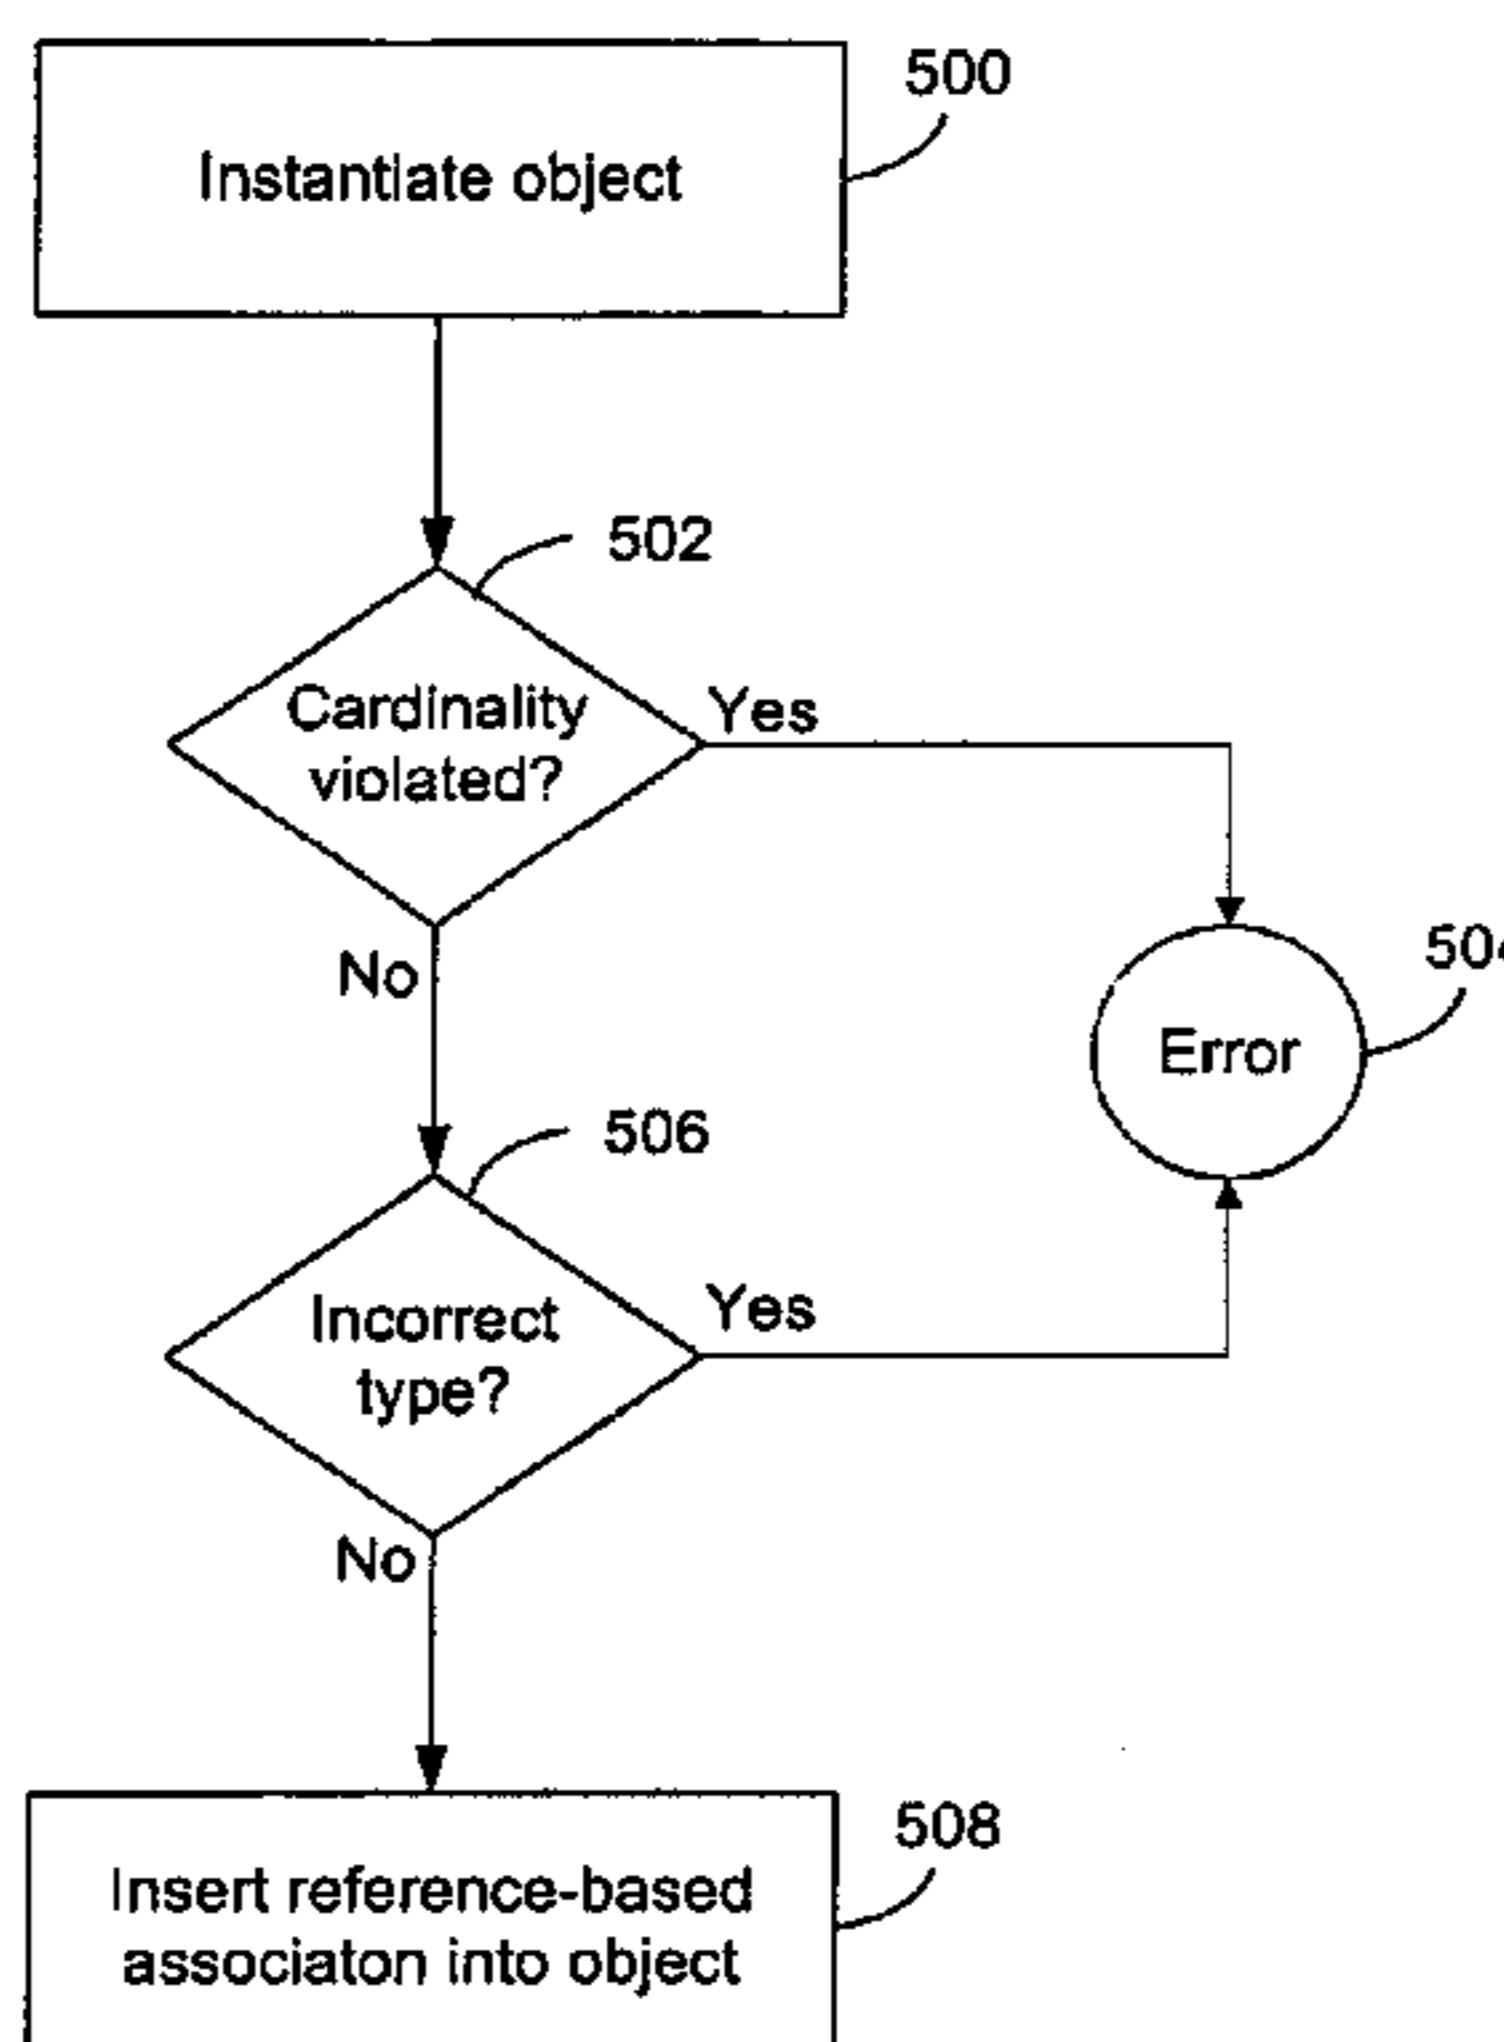 500
Instantiate object
502
Cardinality
violated?
Yes
No
504
Error
506
Incorrect
type?
Yes
No
508
Insert reference-based
associaton into object